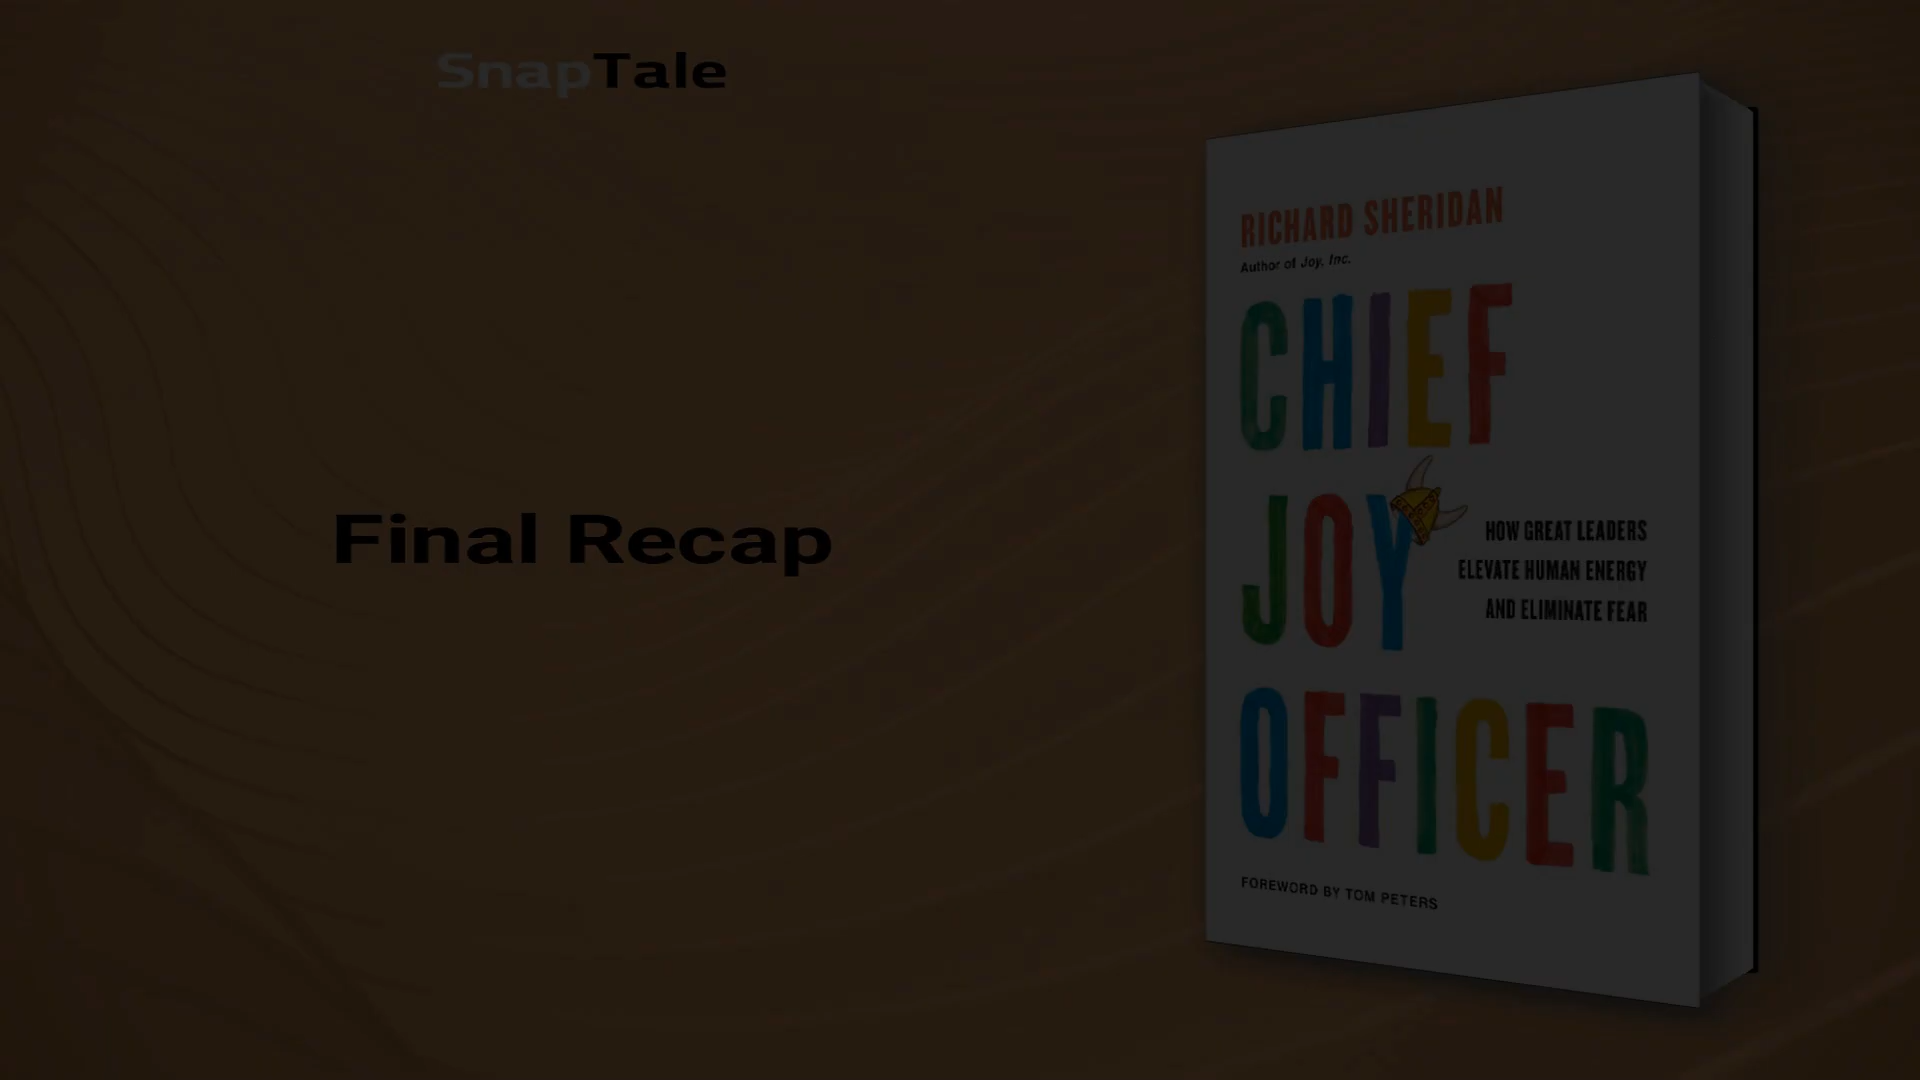 SnapTale
Final Recap
RICHARD SHERIDAN
Author of Joy, Inc.
CHIEF
JOY
HOW GREAT LEADERS
ELEVATE HUMAN ENERGY
AND ELIMINATE FEAR
OFFICER
FOREWORD BY TOM PETERS